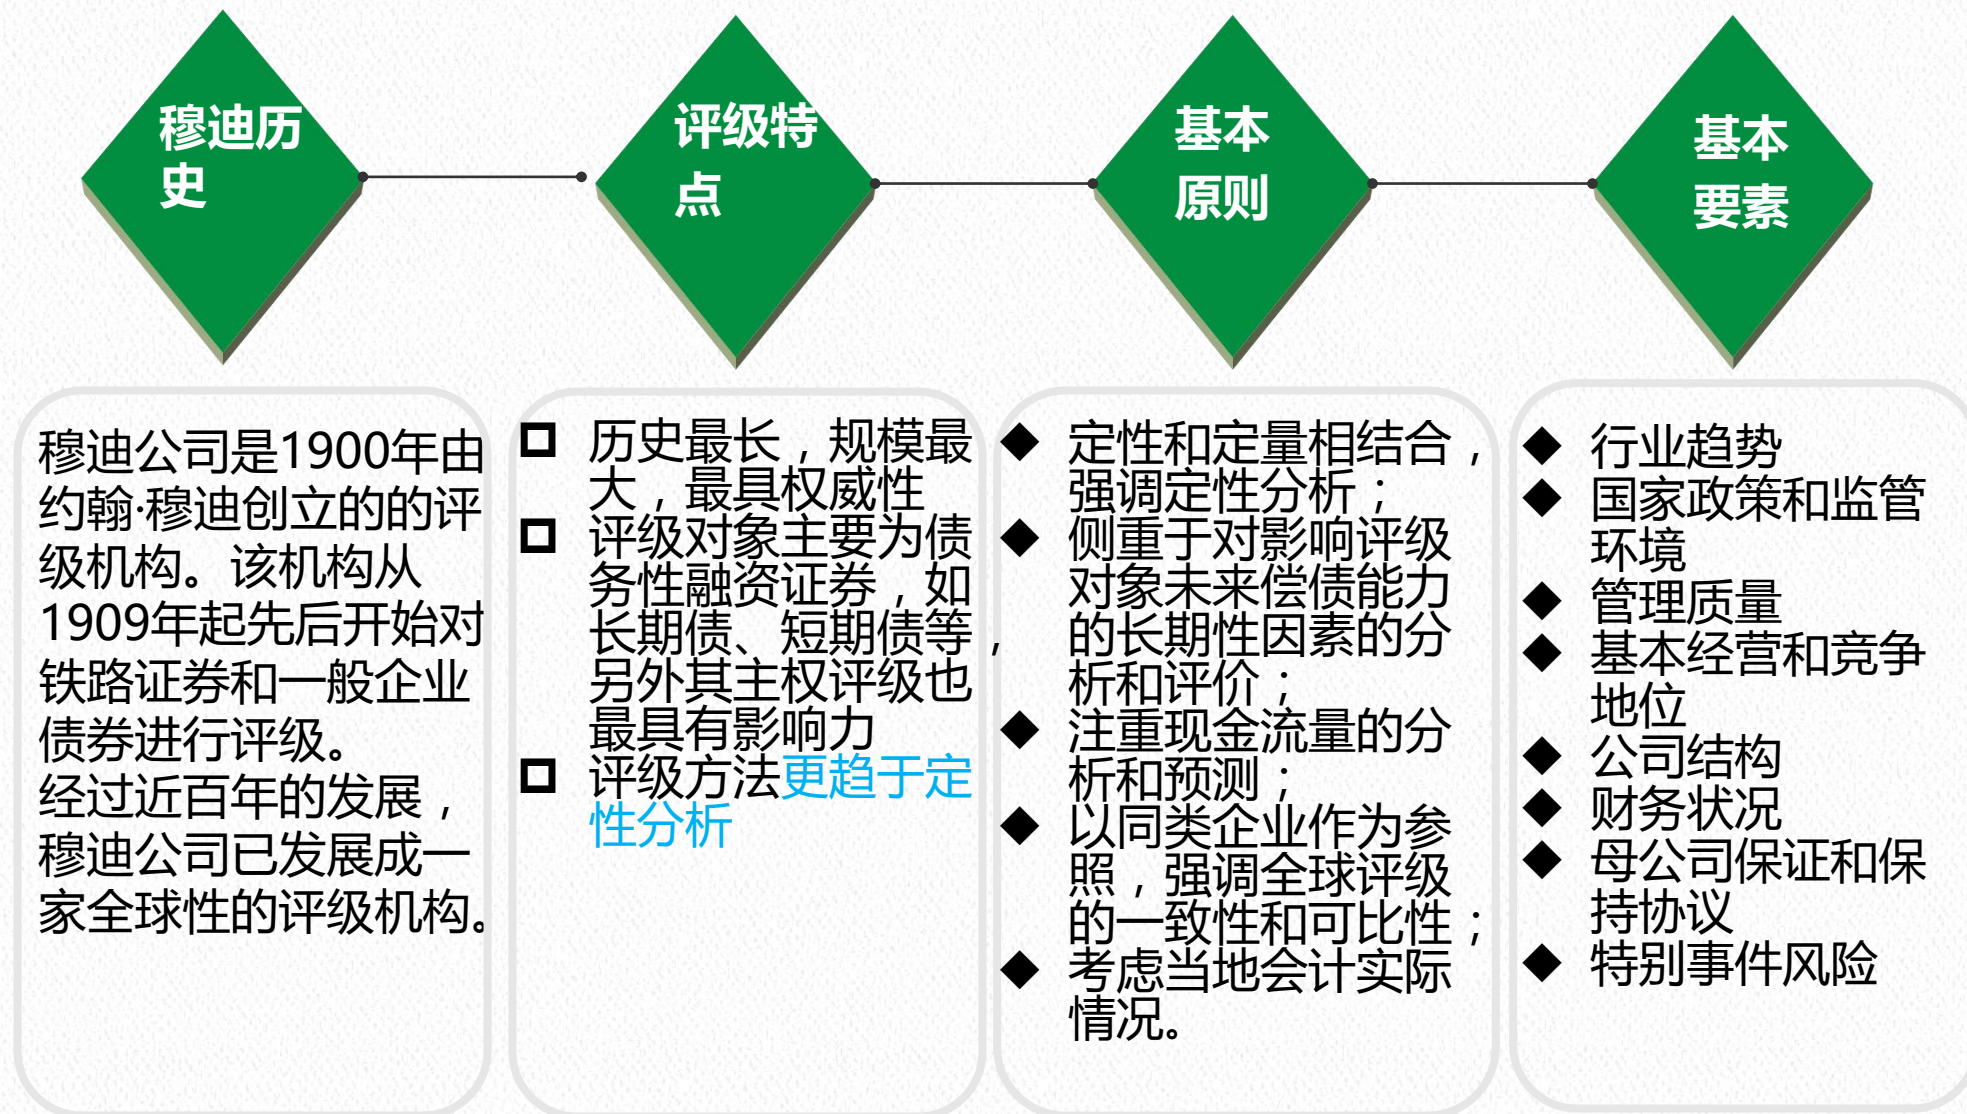 穆迪历
史
评级特
点
基本
原则
基本
要素
穆迪公司是1900年由
约翰·穆迪创立的的评
级机构。该机构从
1909年起先后开始对
铁路证券和一般企业
债券进行评级。
经过近百年的发展，
穆迪公司已发展成一
家全球性的评级机构。
历史最长，规模最
大，最具权威性
评级对象主要为债
务性融资证券，如
长期债、短期债等，
另外其主权评级也
最具有影响力
评级方法更趋于定
性分析
定性和定量相结合，
强调定性分析；
侧重于对影响评级
对象未来偿债能力
的长期性因素的分
析和评价；
注重现金流量的分
析和预测；
以同类企业作为参
照，强调全球评级
的一致性和可比性；
考虑当地会计实际
情况。
行业趋势
国家政策和监管
环境
管理质量
基本经营和竞争
地位
公司结构
财务状况
母公司保证和保
持协议
特别事件风险